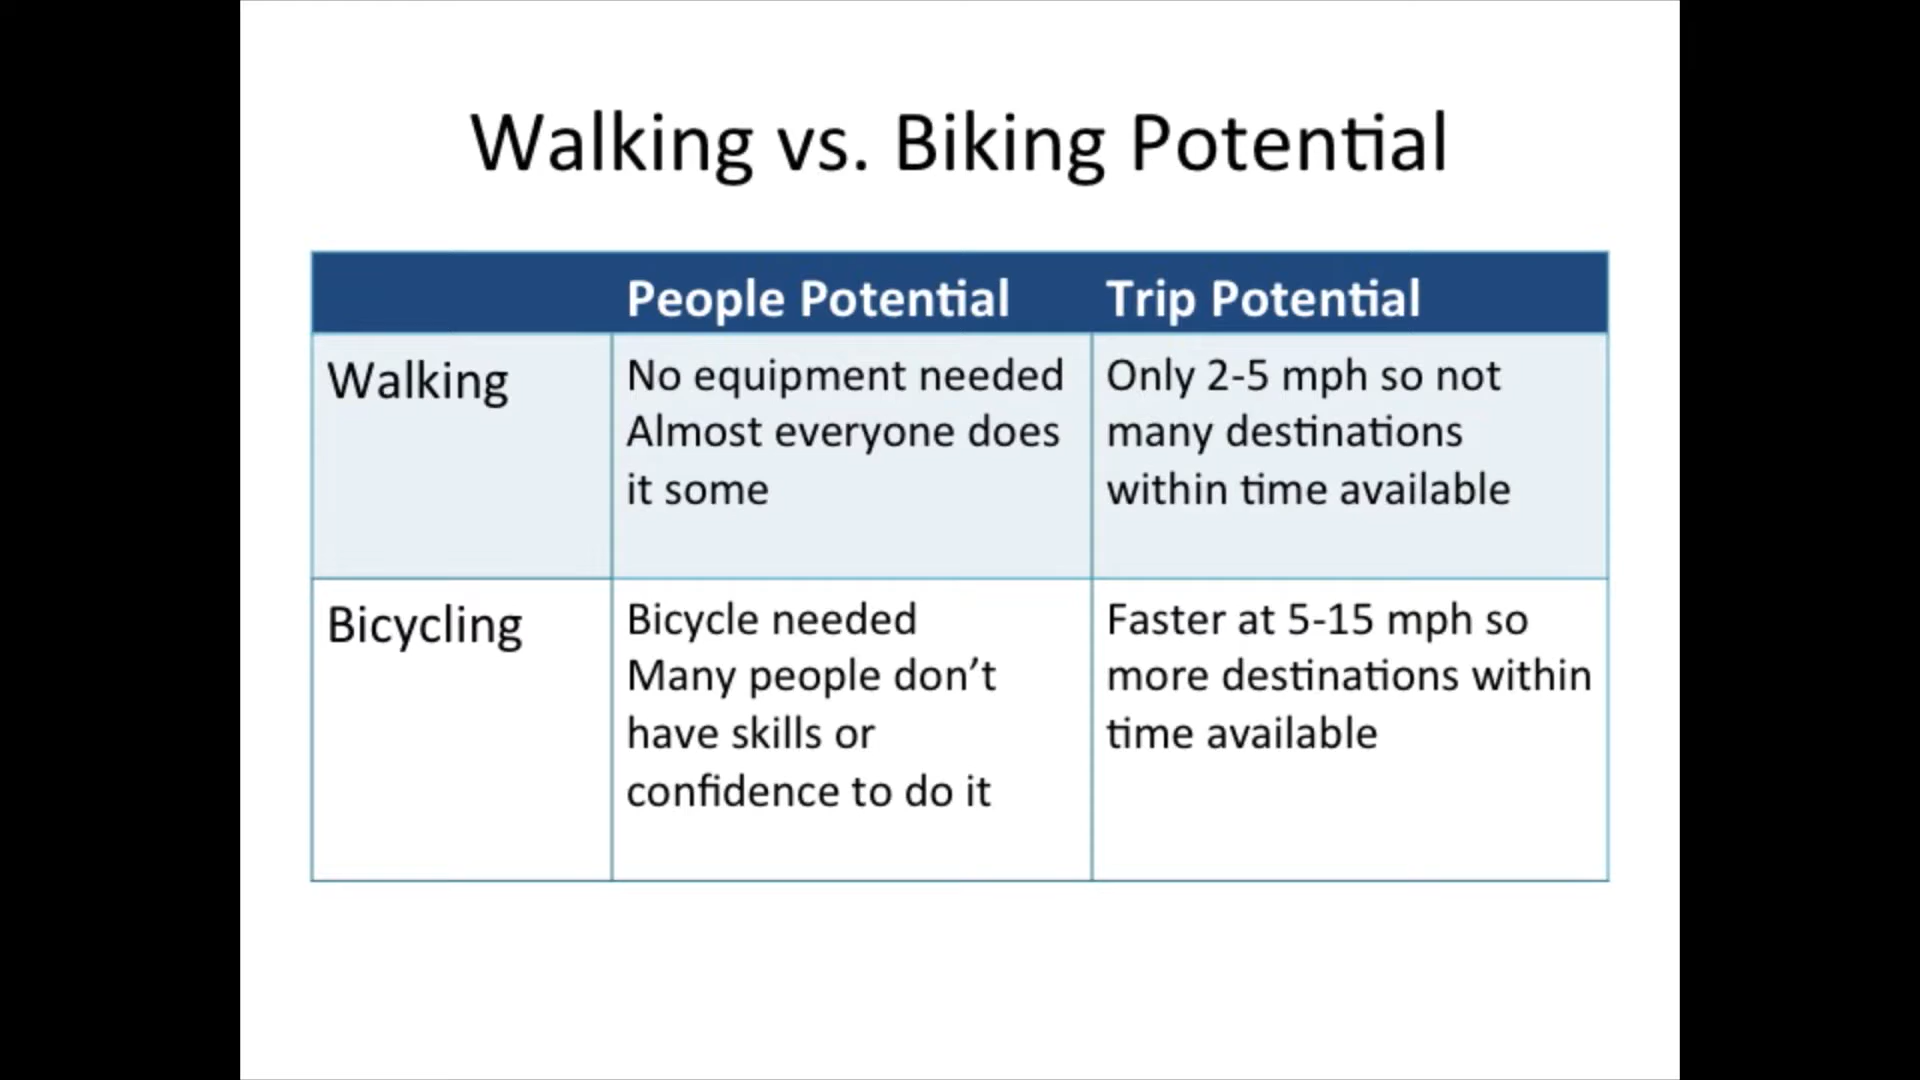 Walking vs. Biking Potential
People Potential
Trip Potential
Walking
No equipment needed
Almost everyone does
it some
Only 2-5 mph so not
many destinations
within time available
Bicycling
Bicycle needed
Many people don’t
have skills or
confidence to do it
Faster at 5-15 mph so
more destinations within
time available